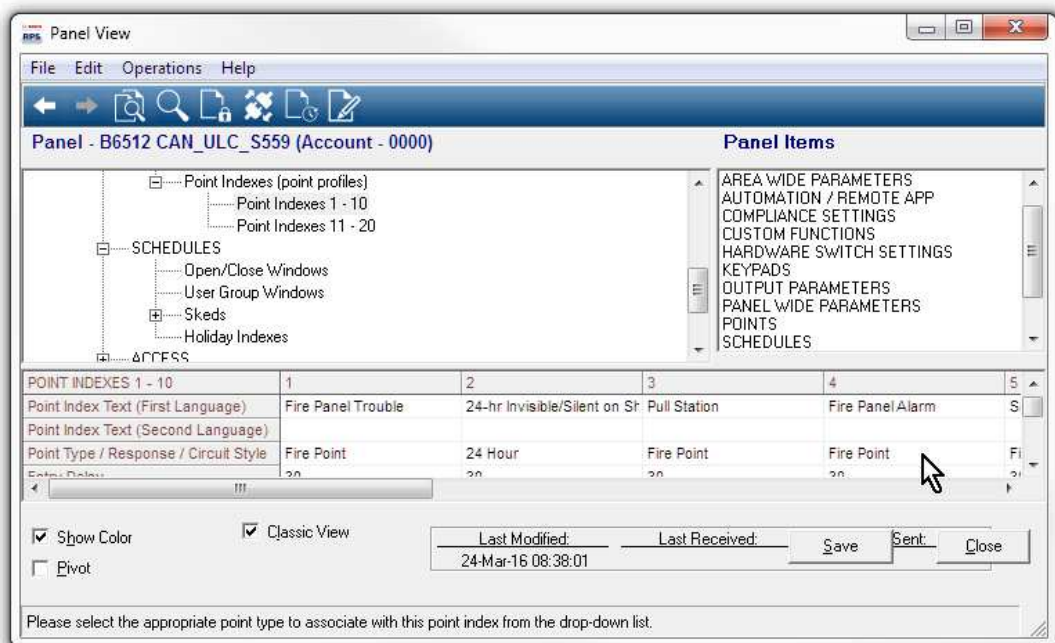 RPS Panel View
File Edit Operations Help
Panel - B6512 CAN_ULC_S559 (Account - 0000)
Panel Items
Point Indexes (point profiles)
Point Indexes 1 - 10
Point Indexes 11 - 20
SCHEDULES
Open/Close Windows
User Group Windows
Skeds
Holiday Indexes
ACCESS
AREA WIDE PARAMETERS
AUTOMATION / REMOTE APP
COMPLIANCE SETTINGS
CUSTOM FUNCTIONS
HARDWARE SWITCH SETTINGS
KEYPADS
OUTPUT PARAMETERS
PANEL WIDE PARAMETERS
POINTS
SCHEDULES
POINT INDEXES 1 - 10 1 2 3 4 5
Point Index Text (First Language) Fire Panel Trouble 24-hr Invisible/Silent on Sh Pull Station Fire Panel Alarm S
Point Index Text (Second Language)
Point Type / Response / Circuit Style Fire Point 24 Hour Fire Point Fire Point Fi
Entry Delay 30 30 30 30
Show Color Classic View Last Modified: Last Received: Save Sent: Close
24-Mar-16 08:38:01
Pivot
Please select the appropriate point type to associate with this point index from the drop-down list.